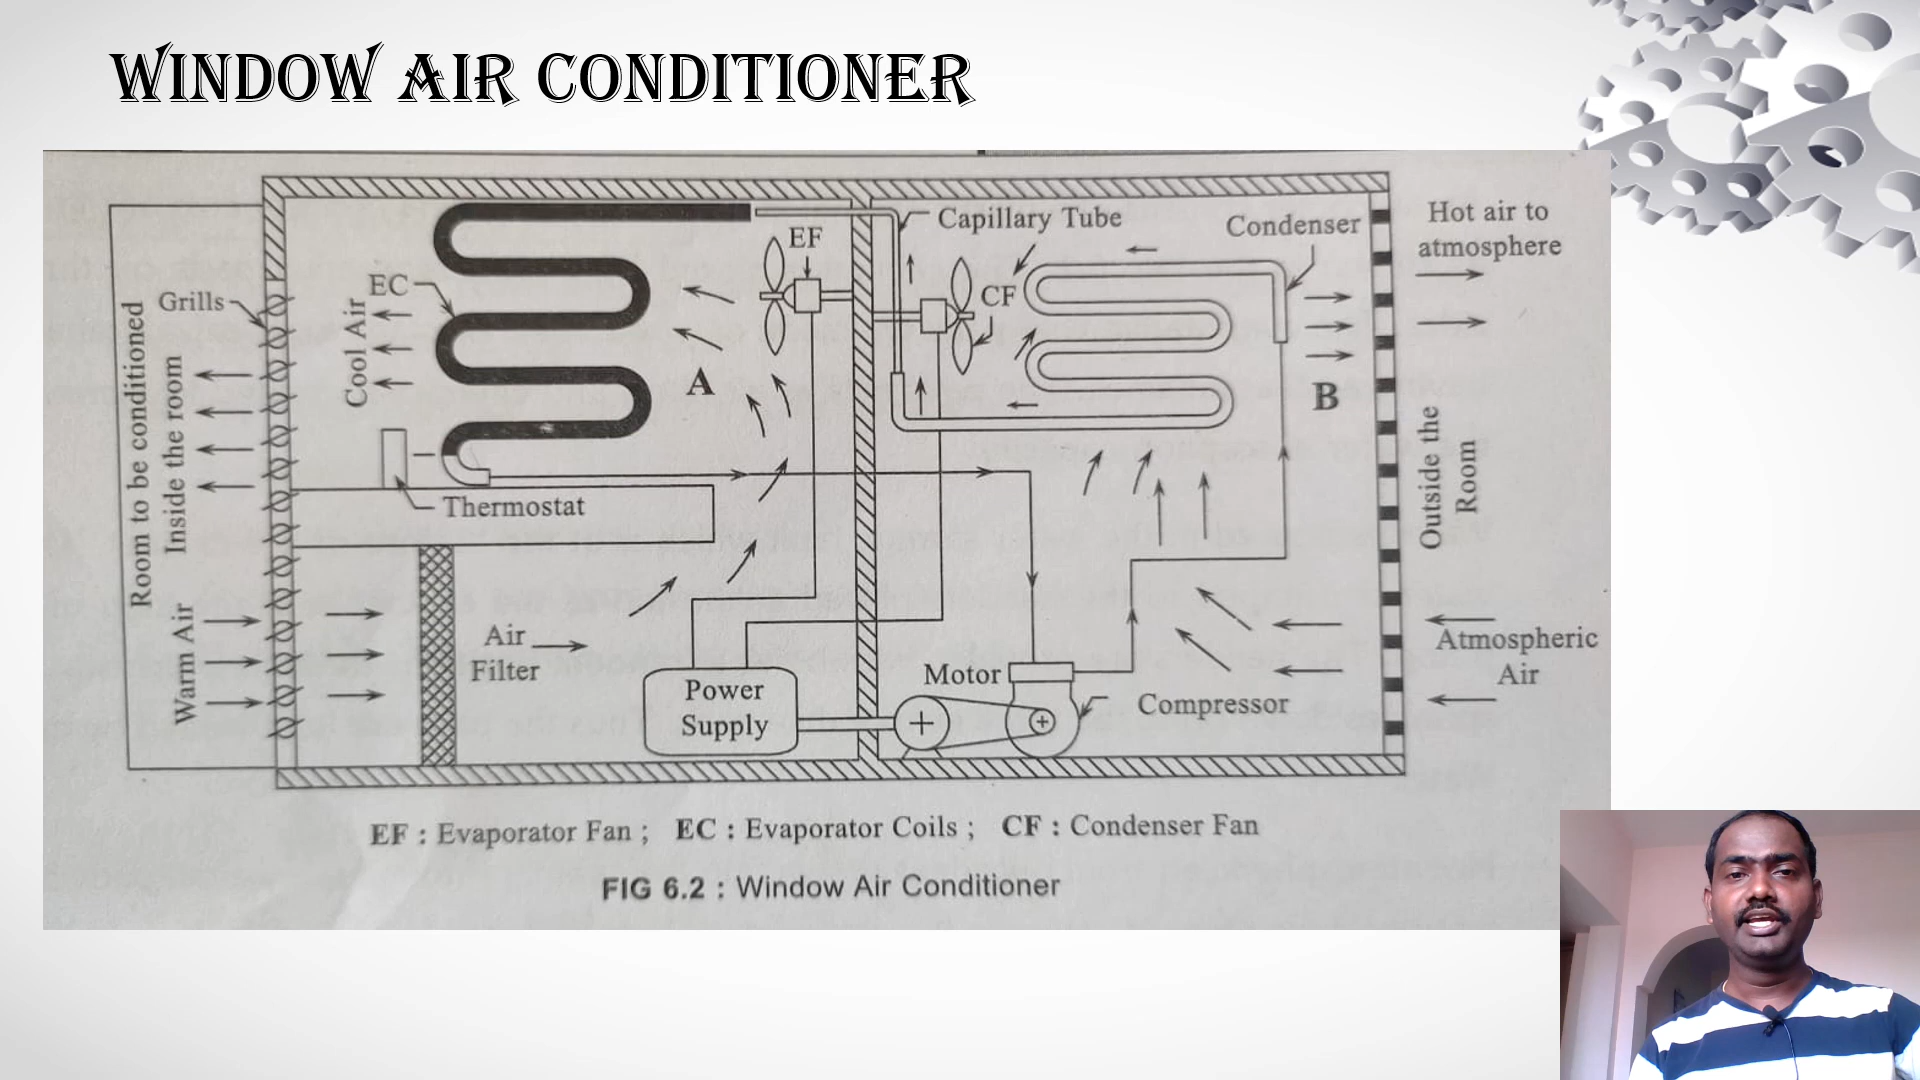 WINDOW AIR CONDITIONER
Capillary Tube
Condenser
Hot air to
atmosphere
EF
EC
Grills
CF
Cool Air
A
B
Room to be conditioned
Inside the room
Thermostat
Outside the
Room
Warm Air
Air
Filter
Power
Supply
Motor
Compressor
Atmospheric
Air
EF : Evaporator Fan ; EC : Evaporator Coils ; CF : Condenser Fan
FIG 6.2 : Window Air Conditioner